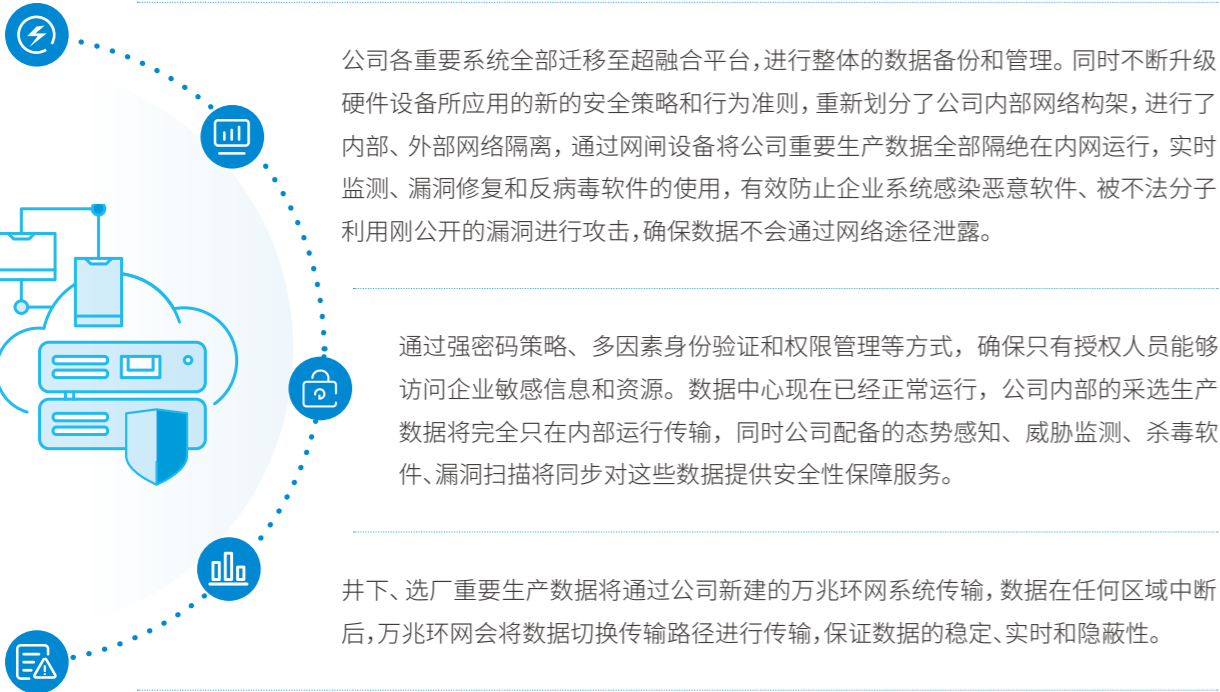 公司各重要系统全部迁移至超融合平台，进行整体的数据备份和管理。同时不断升级
硬件设备所应用的新的安全策略和行为准则，重新划分了公司内部网络构架，进行了
内部、外部网络隔离，通过网闸设备将公司重要生产数据全部隔绝在内网运行，实时
监测、漏洞修复和反病毒软件的使用，有效防止企业系统感染恶意软件、被不法分子
利用刚公开的漏洞进行攻击，确保数据不会通过网络途径泄露。
通过强密码策略、多因素身份验证和权限管理等方式，确保只有授权人员能够
访问企业敏感信息和资源。数据中心现在已经正常运行，公司内部的采选生产
数据将完全只在内部运行传输，同时公司配备的态势感知、威胁监测、杀毒软
件、漏洞扫描将同步对这些数据提供安全性保障服务。
井下、选厂重要生产数据将通过公司新建的万兆环网系统传输，数据在任何区域中断
后，万兆环网会将数据切换传输路径进行传输，保证数据的稳定、实时和隐蔽性。